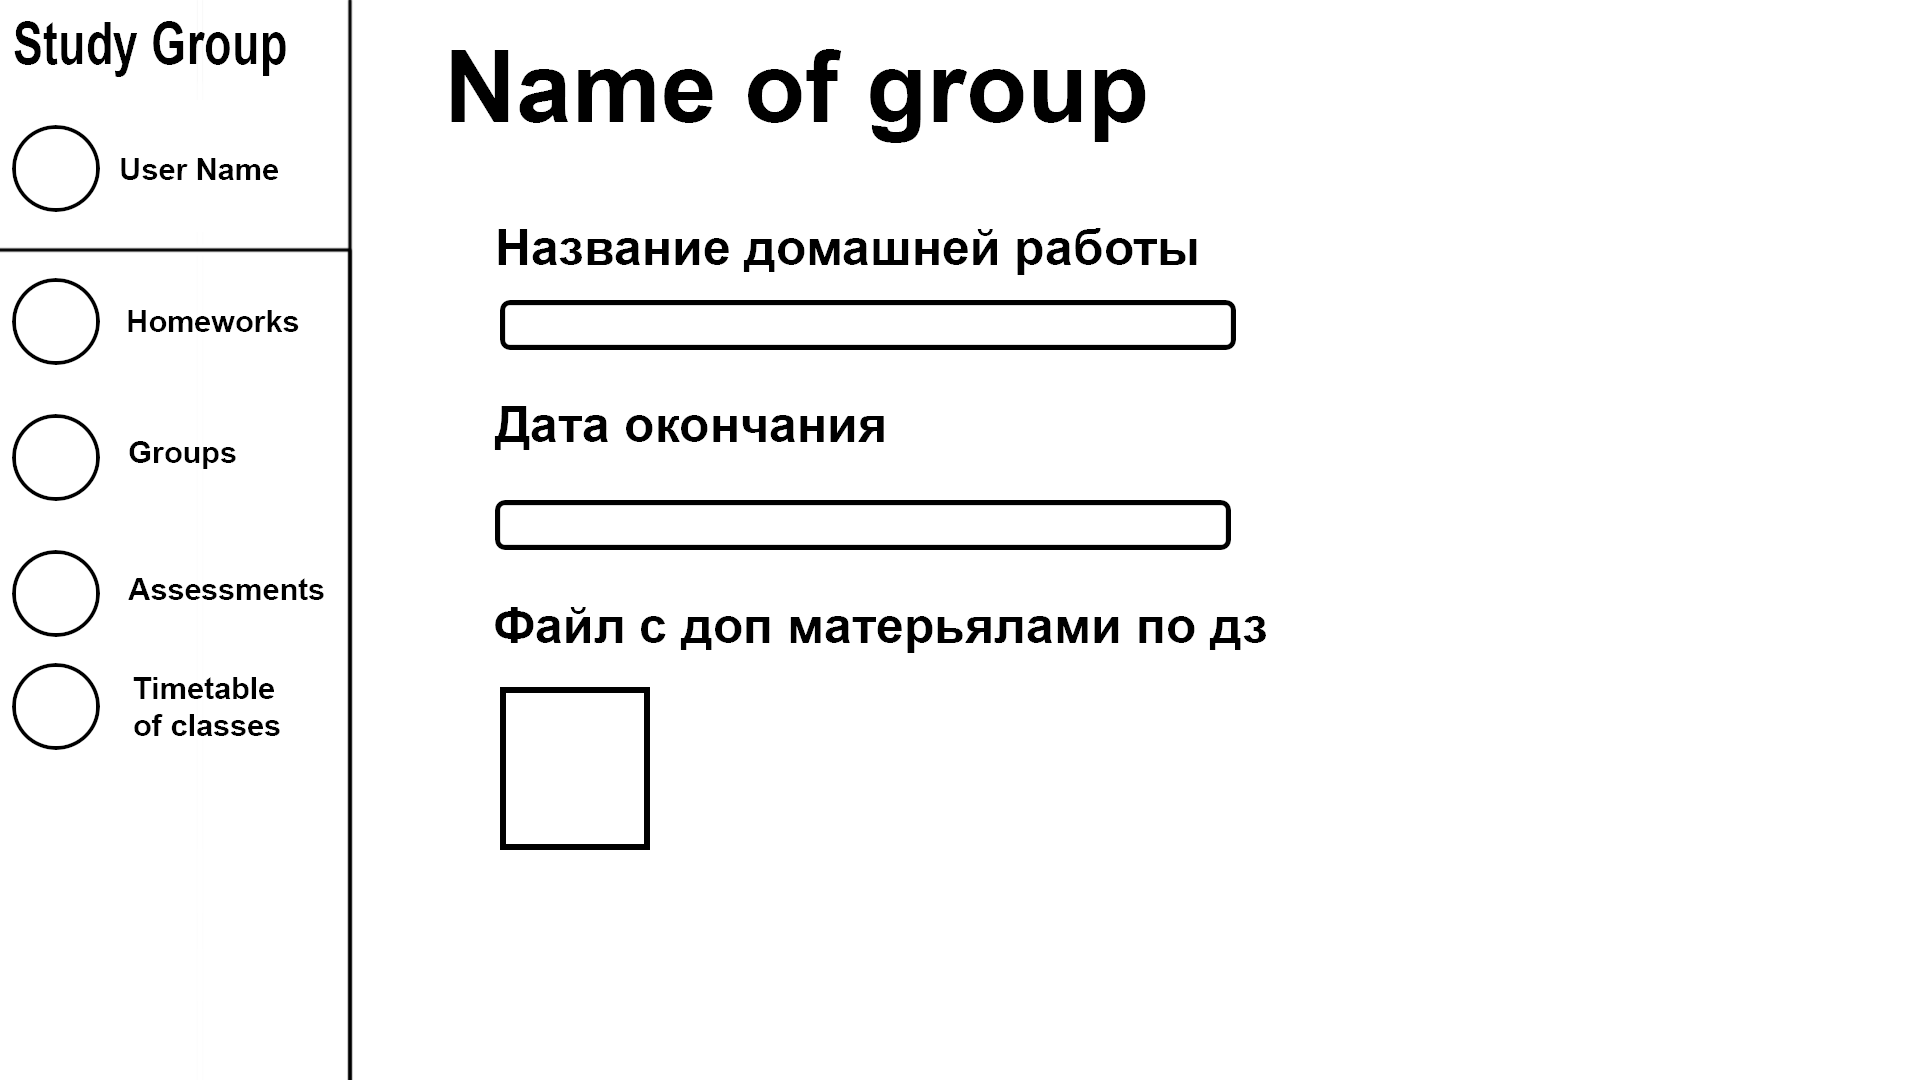 Study Group
User Name
Homeworks
Groups
Assessments
Timetable
of classes
Name of group
Название домашней работы
Дата окончания
Файл с доп матерьялами по дз